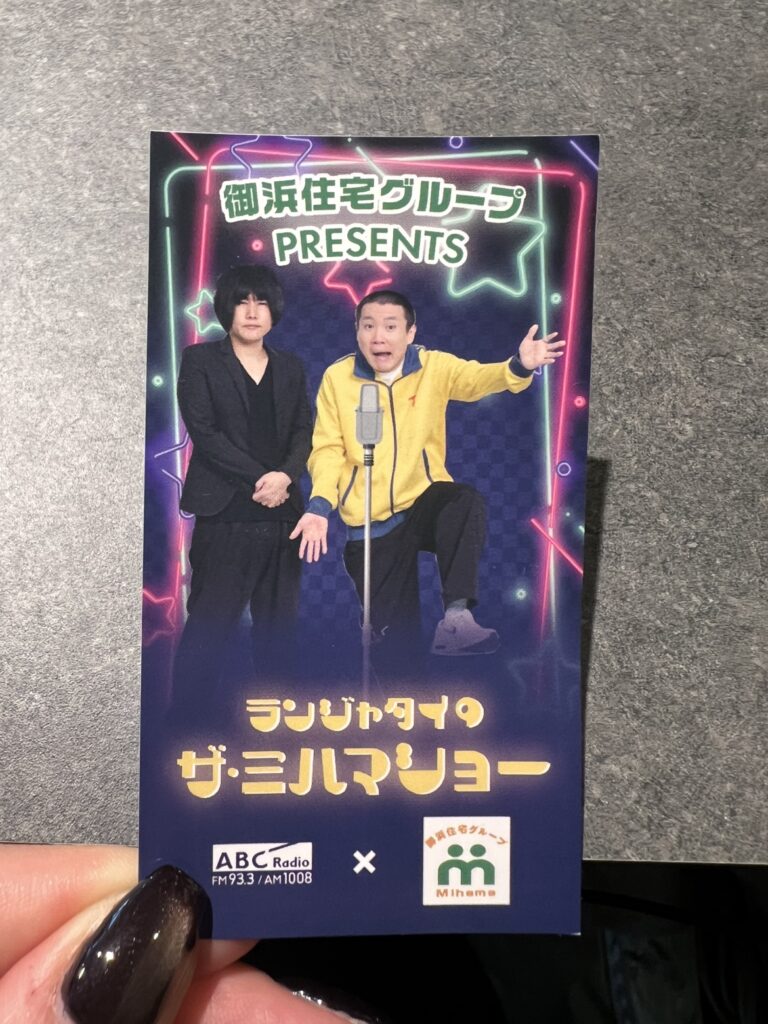 御浜住宅グループ
PRESENTS
ランジャタイの
ザ・ミハマショー
ABC Radio
FM93.3/AM1008
×
御浜住宅グループ
Mihama